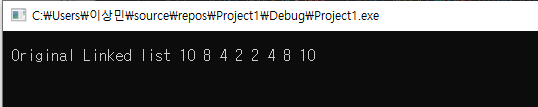 C:₩Users₩이상민₩source₩repos₩Project1₩Debug₩Project1.exe
Original Linked list 10 8 4 2 2 4 8 10